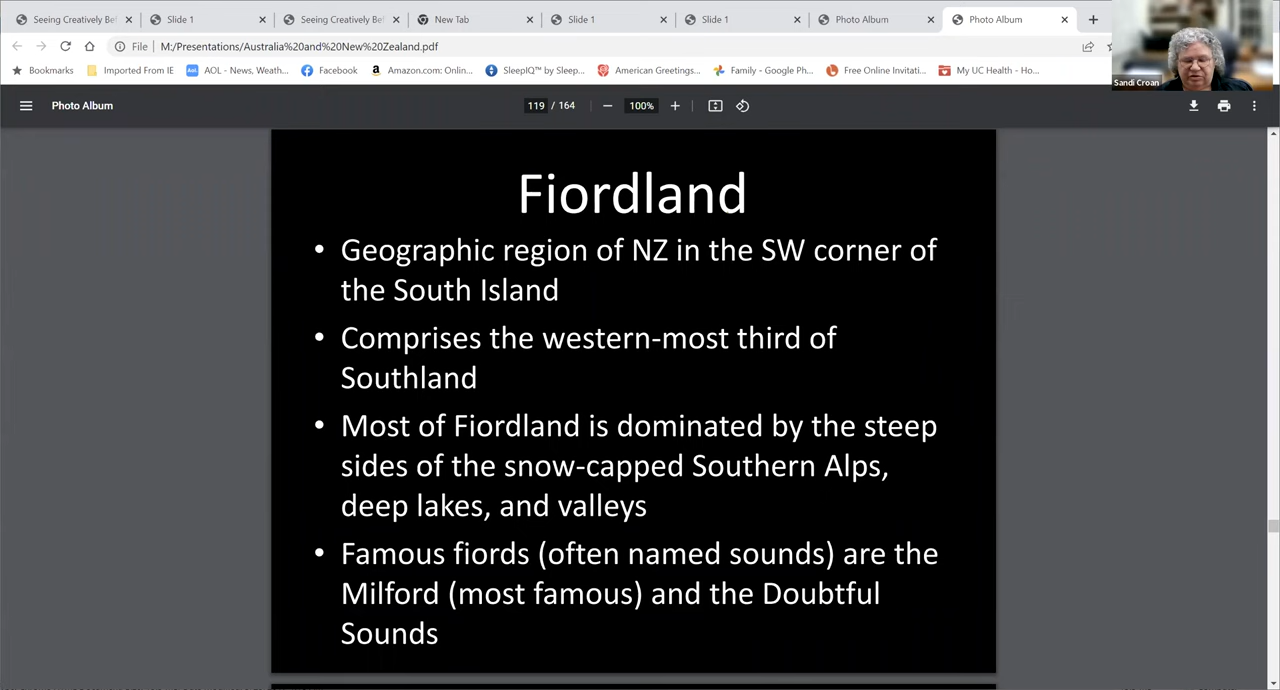 Seeing Creatively Be
Slide 1
Seeing Creatively Be
New Tab
Slide 1
Slide 1
Photo Album
Photo Album
File M:/Presentations/Australia%20and%20New%20Zealand.pdf
Bookmarks Imported From IE AOL - News, Weath... Facebook Amazon.com: Onlin... SleepIQ™ by Sleep... American Greetings... Family - Google Ph... Free Online Invitati... My UC Health - Ho...
Sandi Croan
Photo Album 119 / 164 — 100% +
Fiordland
• Geographic region of NZ in the SW corner of
the South Island
• Comprises the western-most third of
Southland
• Most of Fiordland is dominated by the steep
sides of the snow-capped Southern Alps,
deep lakes, and valleys
• Famous fiords (often named sounds) are the
Milford (most famous) and the Doubtful
Sounds